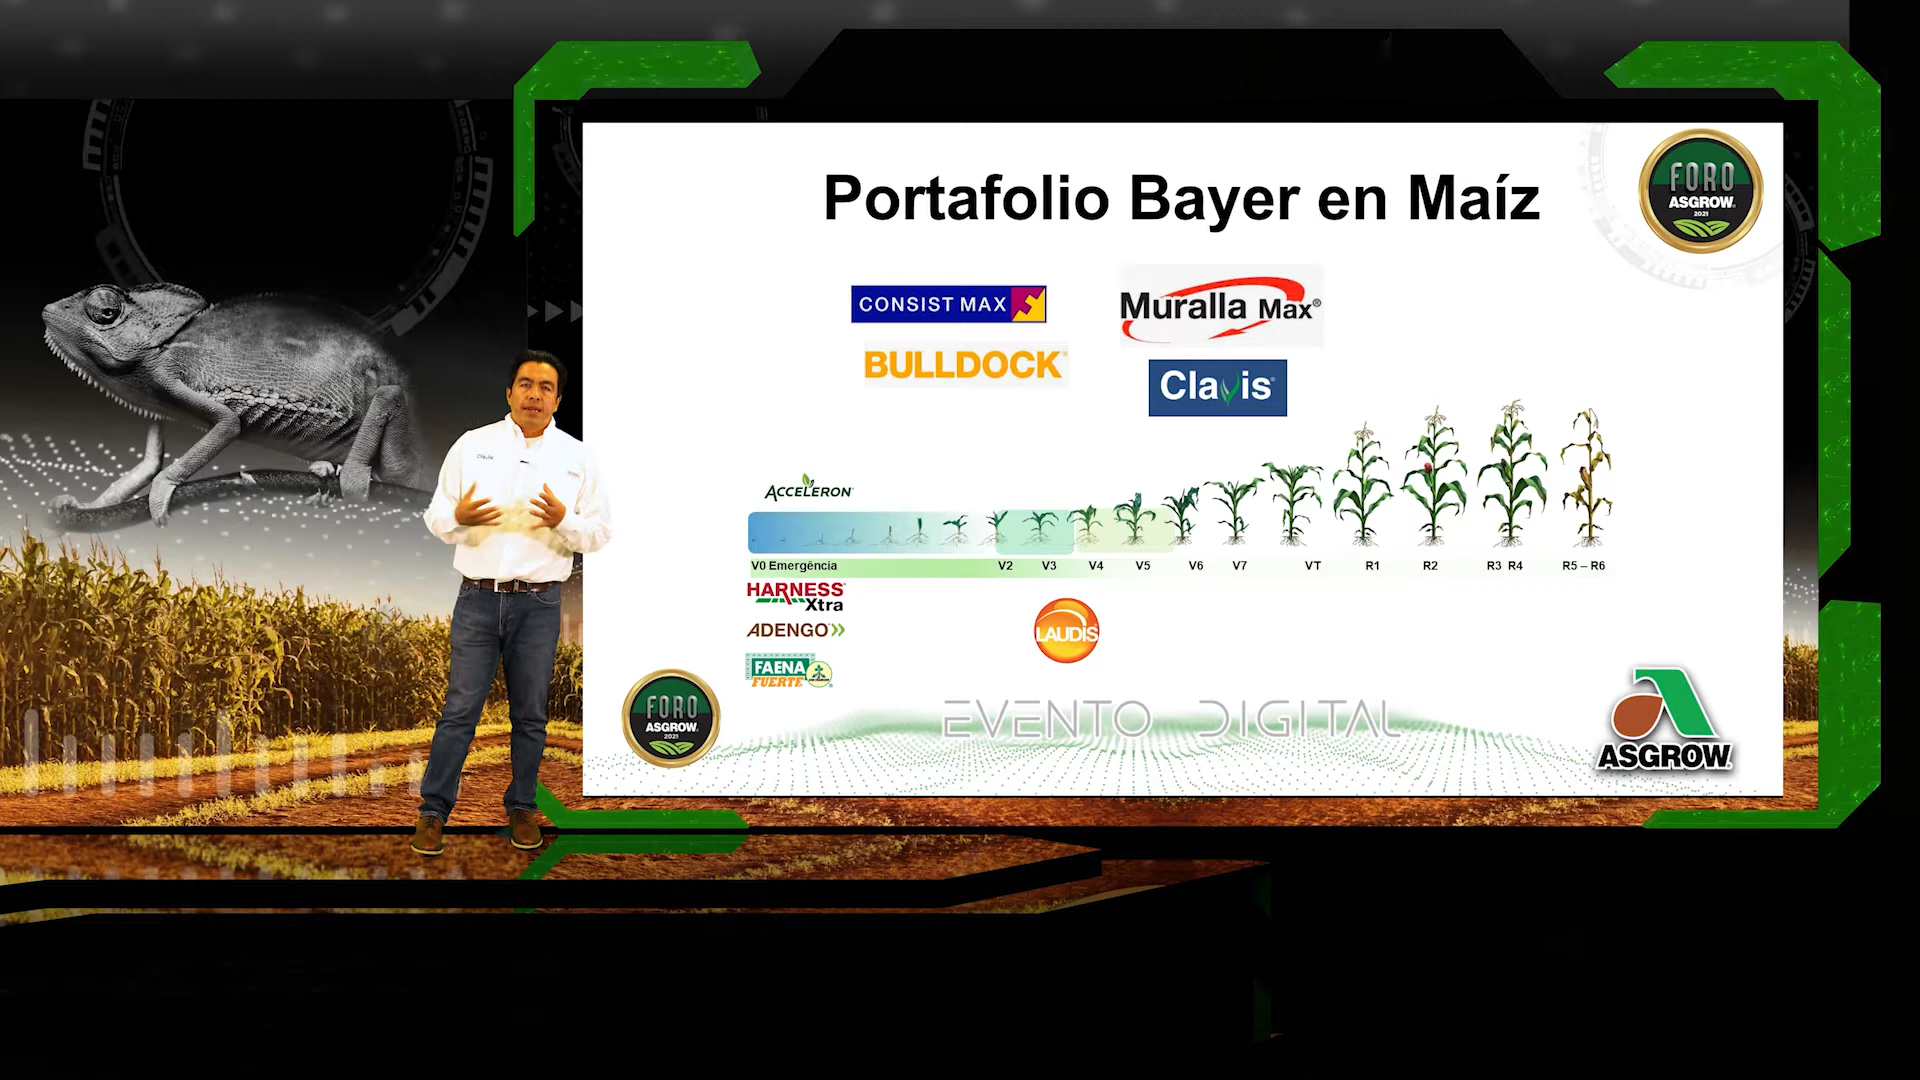 Portafolio Bayer en Maíz
FORO
ASGROW
2021
CONSIST MAX
Muralla Max®
BULLDOCK
Clavis
ACCELERON
V0 Emergência V2 V3 V4 V5 V6 V7 VT R1 R2 R3 R4 R5 – R6
HARNESS
Xtra
ADENGO
LAUDIS
FAENA
FUERTE
FORO
ASGROW
2021
EVENTO DIGITAL
ASGROW